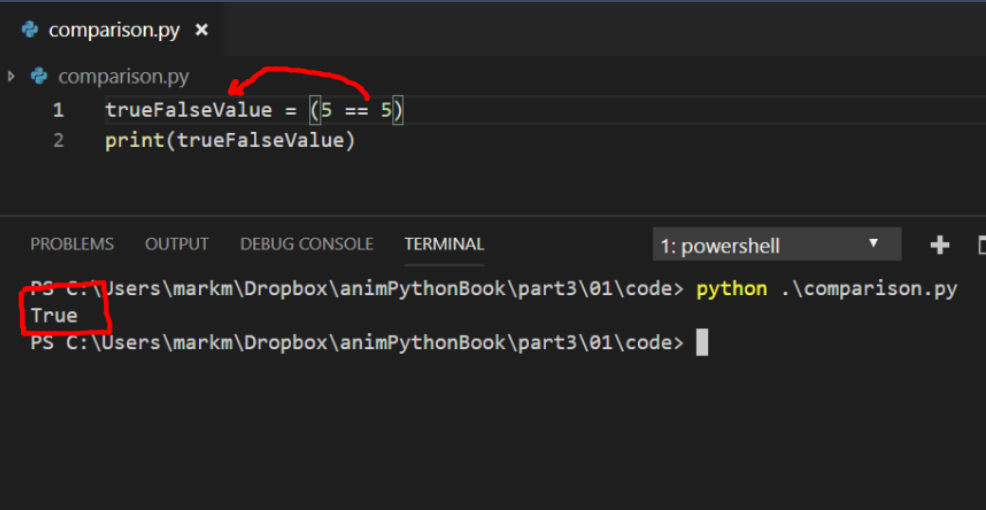 comparison.py ×
comparison.py
1 trueFalseValue = (5 == 5)
2 print(trueFalseValue)
PROBLEMS OUTPUT DEBUG CONSOLE TERMINAL 1: powershell
PS C:\Users\markm\Dropbox\animPythonBook\part3\01\code> python .\comparison.py
True
PS C:\Users\markm\Dropbox\animPythonBook\part3\01\code>